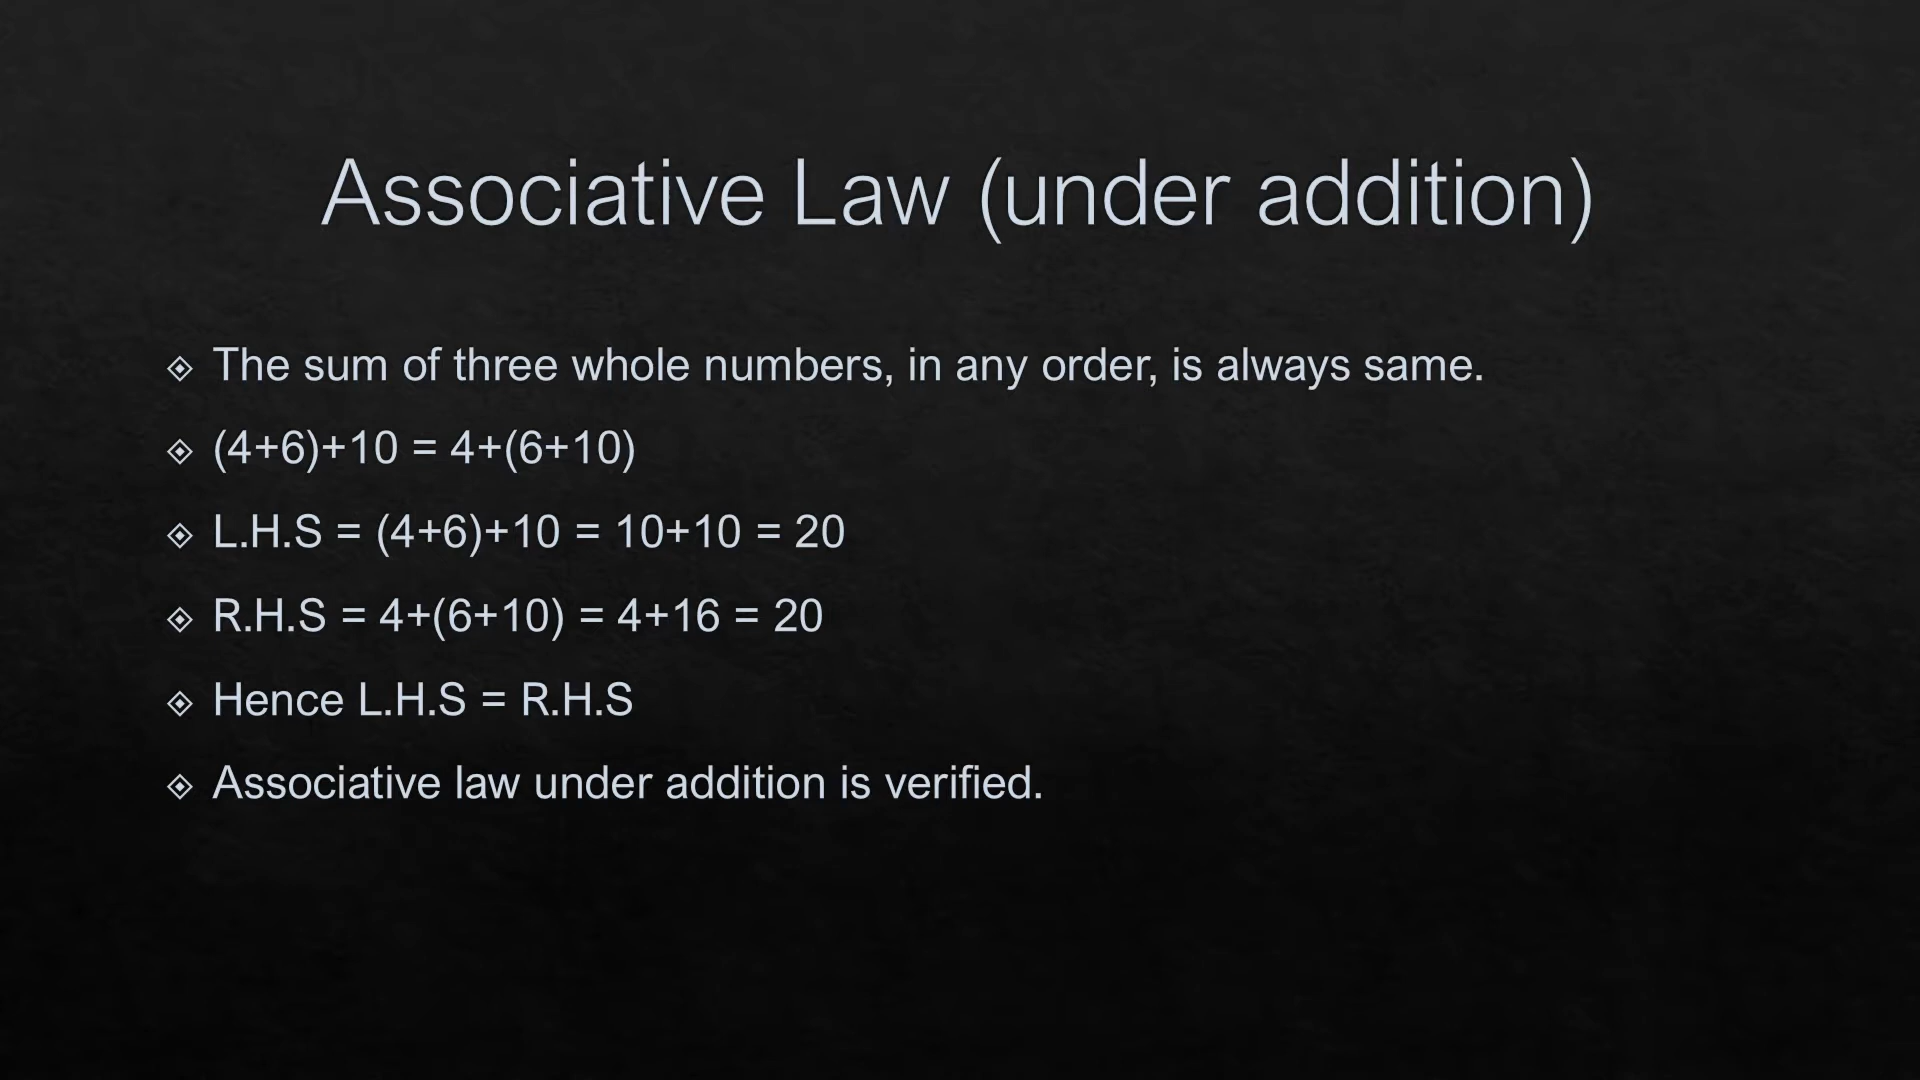 Associative Law (under addition)
The sum of three whole numbers, in any order, is always same.
(4+6)+10 = 4+(6+10)
L.H.S = (4+6)+10 = 10+10 = 20
R.H.S = 4+(6+10) = 4+16 = 20
Hence L.H.S = R.H.S
Associative law under addition is verified.